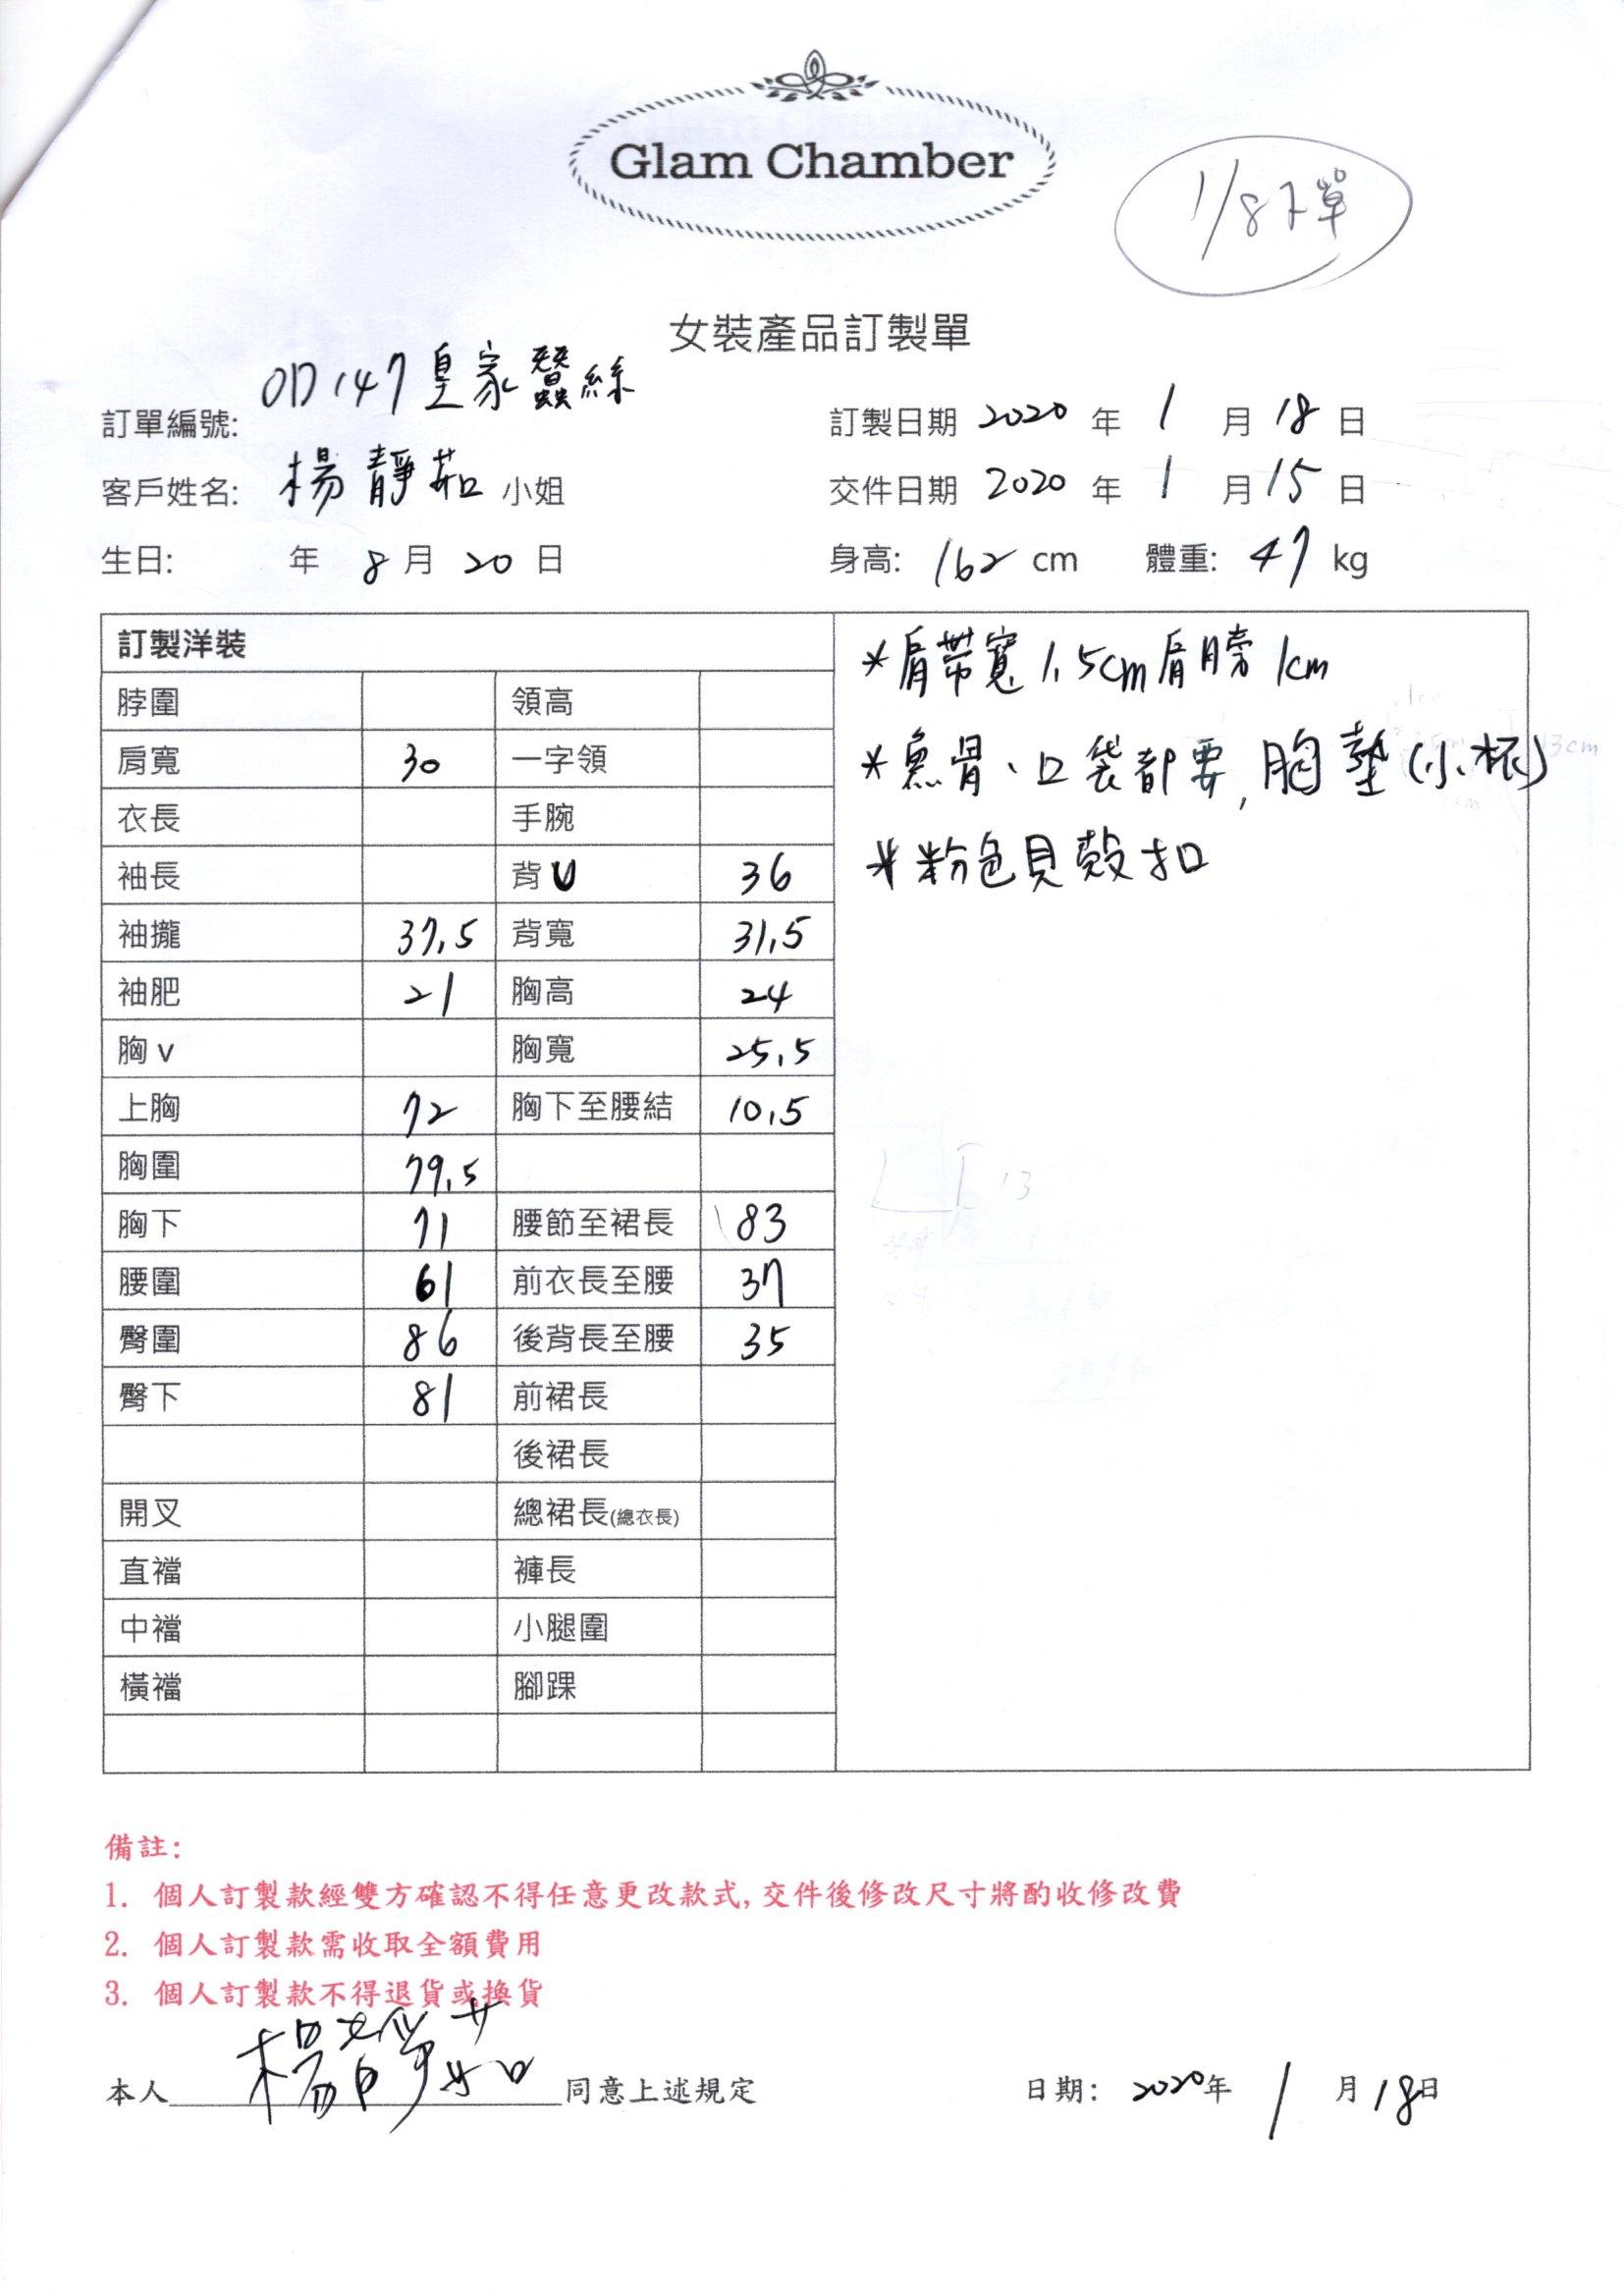 Glam Chamber
1/8下單
女裝產品訂製單
訂單編號: OD147皇家蠶絲
訂製日期 2020 年 1 月 18 日
客戶姓名: 楊靜茹 小姐
交件日期 2020 年 1 月 15 日
生日: 年 8 月 20 日
身高: 162 cm 體重: 47 kg
訂製洋裝
脖圍 領高
肩寬 30 一字領
衣長 手腕
袖長 背V 36
袖攏 37.5 背寬 31.5
袖肥 21 胸高 24
胸v 胸寬 25.5
上胸 72 胸下至腰結 10.5
胸圍 79.5
胸下 71 腰節至裙長 83
腰圍 61 前衣長至腰 37
臀圍 86 後背長至腰 35
臀下 81 前裙長
後裙長
開叉 總裙長(總衣長)
直襠 褲長
中襠 小腿圍
橫襠 腳踝
*肩帶寬1.5cm肩膀1cm
*魚骨、口袋都要,胸墊(小杯)
*粉色貝殼扣
備註:
1. 個人訂製款經雙方確認不得任意更改款式,交件後修改尺寸將酌收修改費
2. 個人訂製款需收取全額費用
3. 個人訂製款不得退貨或換貨
本人 楊靜茹 同意上述規定
日期: 2020年 1 月 18日